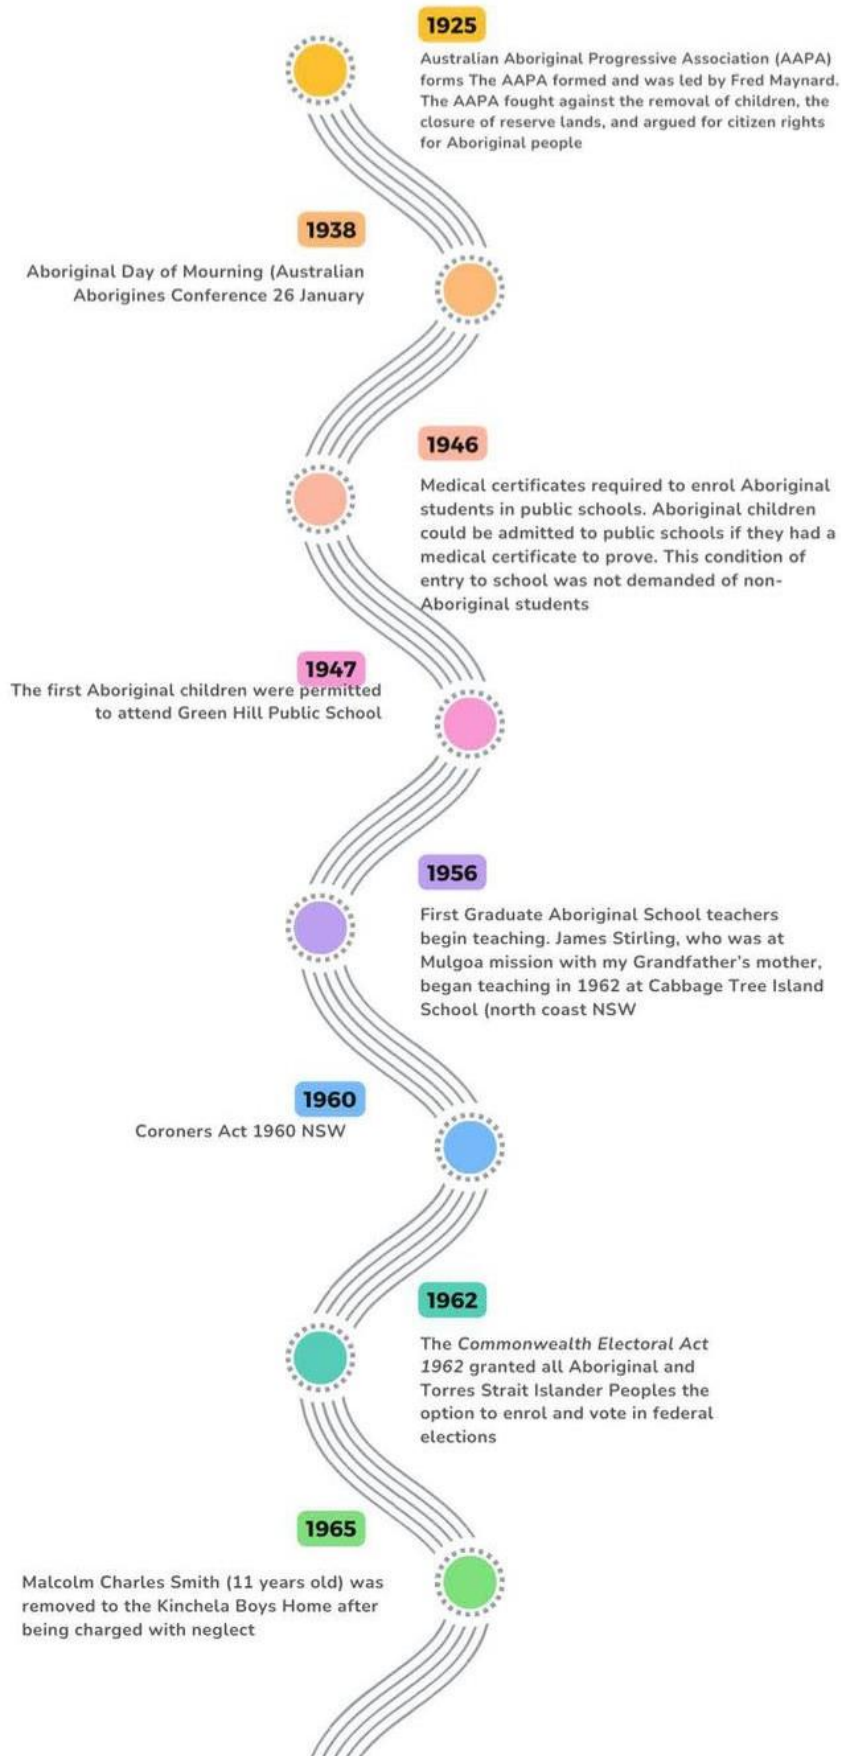 1925
Australian Aboriginal Progressive Association (AAPA)
forms The AAPA formed and was led by Fred Maynard.
The AAPA fought against the removal of children, the
closure of reserve lands, and argued for citizen rights
for Aboriginal people
1938
Aboriginal Day of Mourning (Australian
Aborigines Conference 26 January
1946
Medical certificates required to enrol Aboriginal
students in public schools. Aboriginal children
could be admitted to public schools if they had a
medical certificate to prove. This condition of
entry to school was not demanded of non-
Aboriginal students
1947
The first Aboriginal children were permitted
to attend Green Hill Public School
1956
First Graduate Aboriginal School teachers
begin teaching. James Stirling, who was at
Mulgoa mission with my Grandfather's mother,
began teaching in 1962 at Cabbage Tree Island
School (north coast NSW
1960
Coroners Act 1960 NSW
1962
The Commonwealth Electoral Act
1962 granted all Aboriginal and
Torres Strait Islander Peoples the
option to enrol and vote in federal
elections
1965
Malcolm Charles Smith (11 years old) was
removed to the Kinchela Boys Home after
being charged with neglect